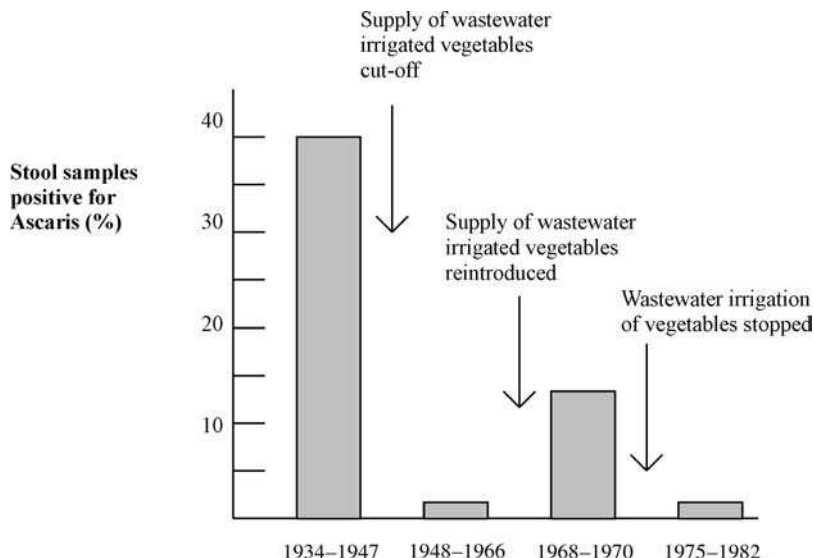 Supply of wastewater
irrigated vegetables
cut-off
40
Stool samples
positive for
Ascaris (%)
30
Supply of wastewater
irrigated vegetables
reintroduced
Wastewater irrigation
of vegetables stopped
20
10
1934–1947 1948–1966 1968–1970 1975–1982